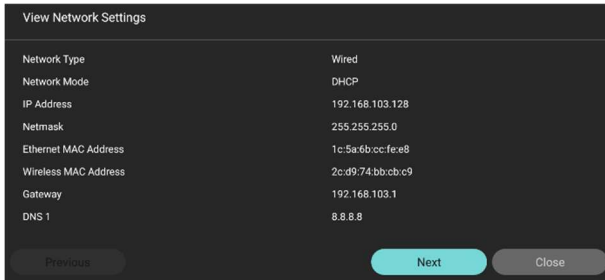 View Network Settings
Network Type Wired
Network Mode DHCP
IP Address 192.168.103.128
Netmask 255.255.255.0
Ethernet MAC Address 1c:5a:6b:cc:fe:e8
Wireless MAC Address 2c:d9:74:bb:cb:c9
Gateway 192.168.103.1
DNS 1 8.8.8.8
Previous Next Close